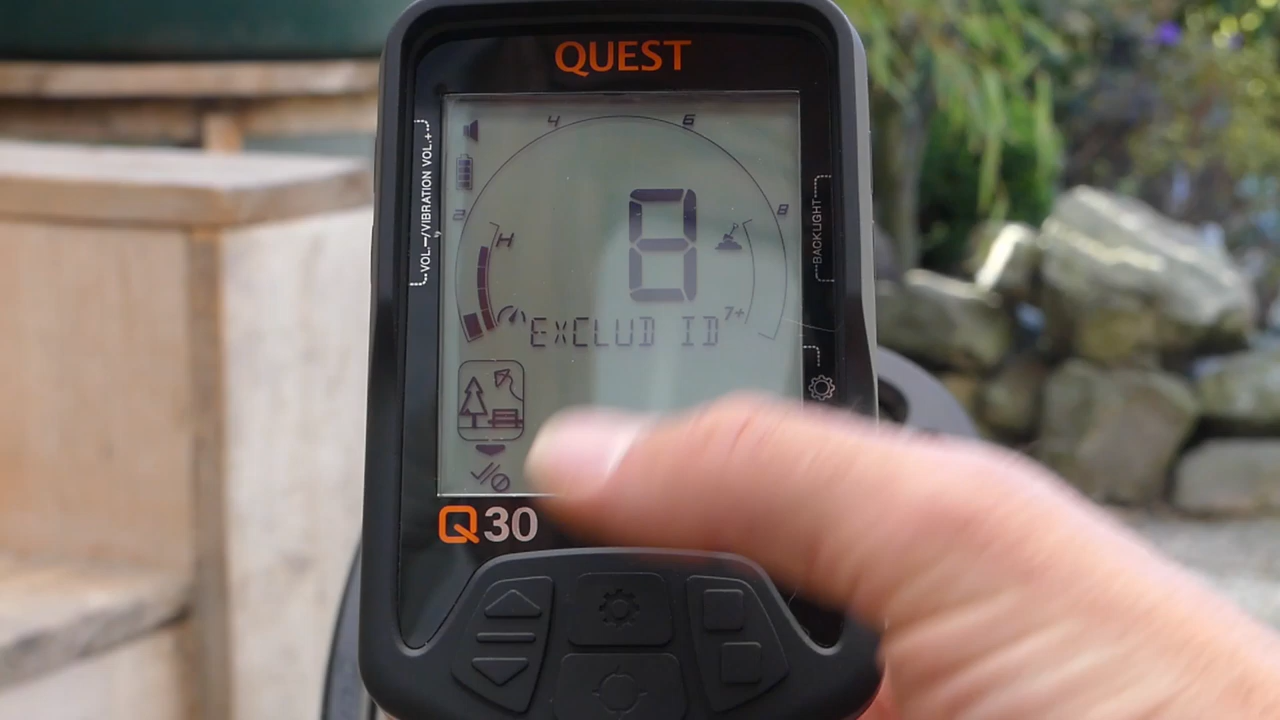 QUEST
4 6
VOL.-/VIBRATION VOL.+
2 8
H
8
BACKLIGHT
7+
EXCLUD ID
Q30